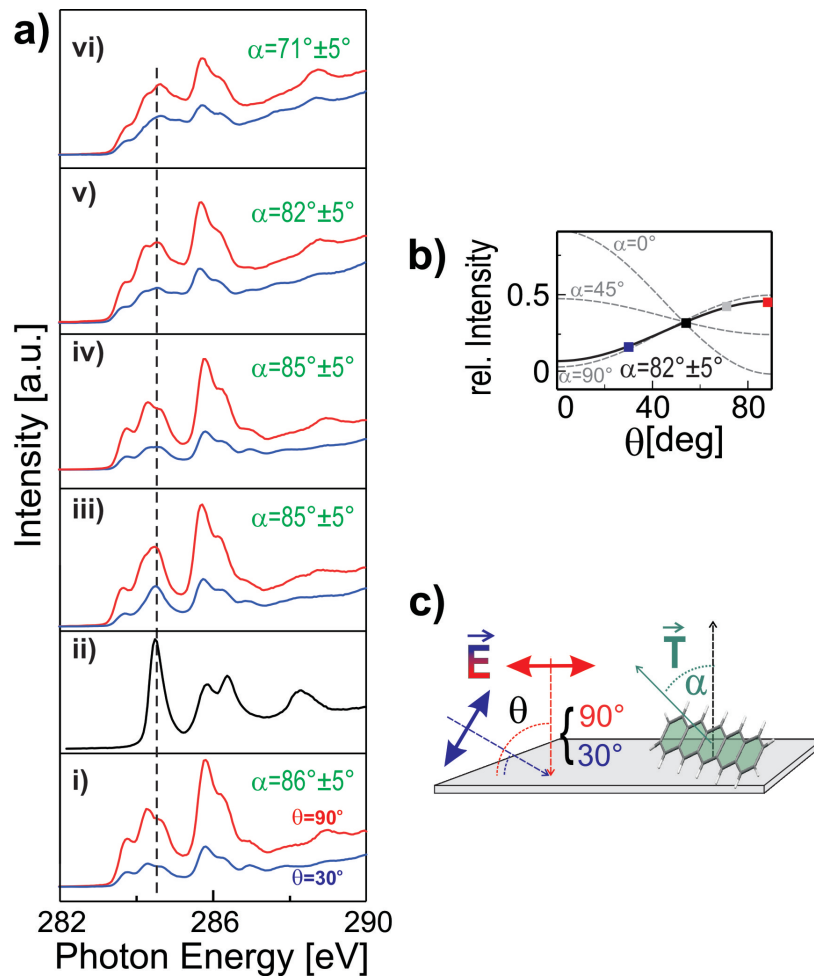 a)
vi)
α=71°±5°
v)
α=82°±5°
iv)
α=85°±5°
iii)
α=85°±5°
ii)
i)
α=86°±5°
θ=90°
θ=30°
Intensity [a.u.]
282 286 290
Photon Energy [eV]
b)
rel. Intensity
0.5
0
α=0°
α=45°
α=90°
α=82°±5°
0 40 80
θ[deg]
c)
E
θ
90°
30°
T
α